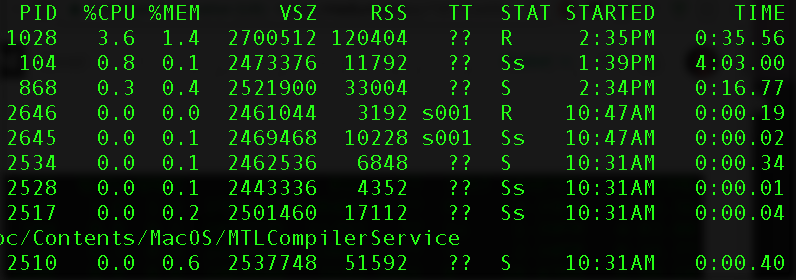 PID %CPU %MEM VSZ RSS TT STAT STARTED TIME
1028 3.6 1.4 2700512 120404 ?? R 2:35PM 0:35.56
104 0.8 0.1 2473376 11792 ?? Ss 1:39PM 4:03.00
868 0.3 0.4 2521900 33004 ?? S 2:34PM 0:16.77
2646 0.0 0.0 2461044 3192 s001 R 10:47AM 0:00.19
2645 0.0 0.1 2469468 10228 s001 Ss 10:47AM 0:00.02
2534 0.0 0.1 2462536 6848 ?? S 10:31AM 0:00.34
2528 0.0 0.1 2443336 4352 ?? Ss 10:31AM 0:00.01
2517 0.0 0.2 2501460 17112 ?? Ss 10:31AM 0:00.04
pc/Contents/MacOS/MTLCompilerService
2510 0.0 0.6 2537748 51592 ?? S 10:31AM 0:00.40